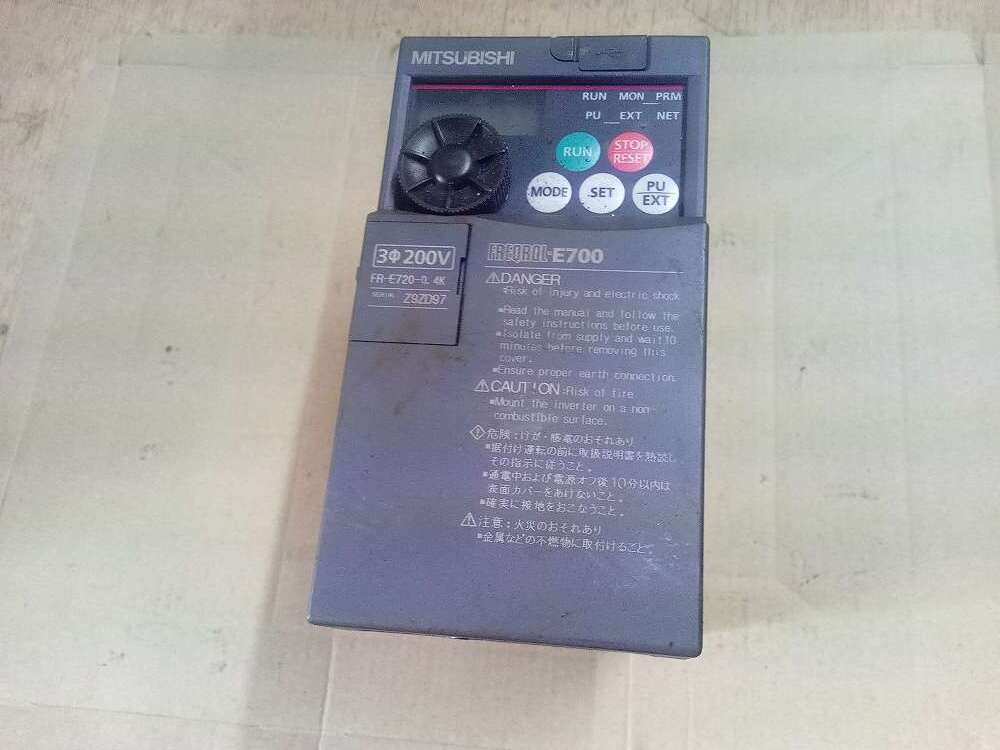 MITSUBISHI
RUN MON PRM
PU EXT NET
RUN
STOP
RESET
MODE
SET
PU
EXT
3Φ200V
FR-E720-0.4K
SERIAL Z9ZD97
FREQROL-E700
⚠DANGER
:Risk of injury and electric shock
●Read the manual and follow the
safety instructions before use.
●Isolate from supply and wait10
minutes before removing this
cover.
●Ensure proper earth connection.
⚠CAUTION :Risk of fire
●Mount the inverter on a non-
combustible surface.
危険:けが・感電のおそれあり
●据付け運転の前に取扱説明書を熟読し
その指示に従うこと。
●通電中および電源オフ後10分以内は
表面カバーをあけないこと。
●確実に接地をおこなうこと。
⚠注意:火災のおそれあり
●金属などの不燃物に取付けること。